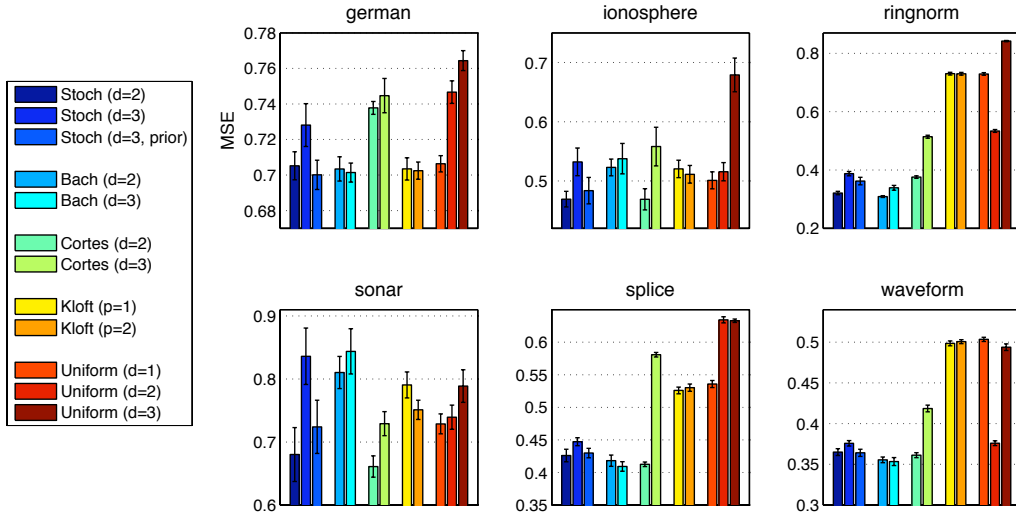 german
ionosphere
ringnorm
MSE
0.78
0.76
0.74
0.72
0.7
0.68
0.7
0.6
0.5
0.8
0.6
0.4
0.2
Stoch (d=2)
Stoch (d=3)
Stoch (d=3, prior)
Bach (d=2)
Bach (d=3)
Cortes (d=2)
Cortes (d=3)
Kloft (p=1)
Kloft (p=2)
Uniform (d=1)
Uniform (d=2)
Uniform (d=3)
sonar
splice
waveform
0.9
0.8
0.7
0.6
0.6
0.55
0.5
0.45
0.4
0.35
0.5
0.45
0.4
0.35
0.3